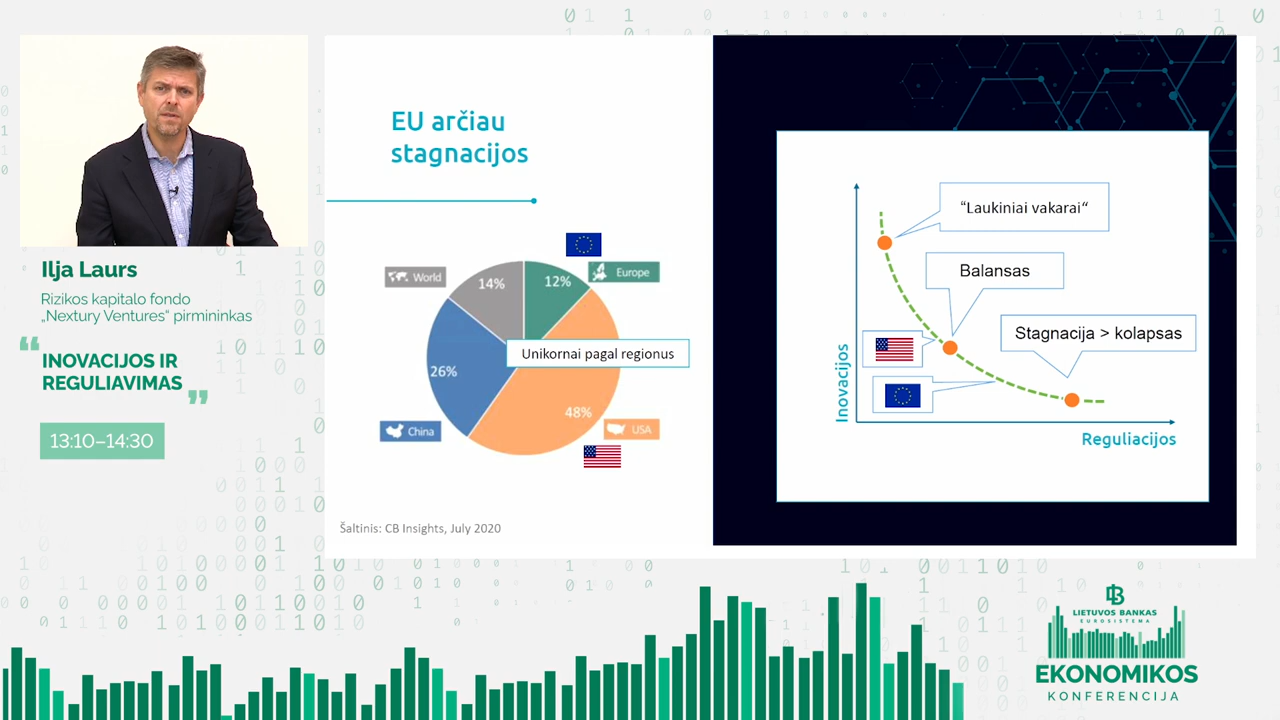 Ilja Laurs
Rizikos kapitalo fondo
„Nextury Ventures“ pirmininkas
“
INOVACIJOS IR
REGULIAVIMAS
”
13:10–14:30
EU arčiau
stagnacijos
World
14%
12%
Europe
Unikornai pagal regionus
26%
48%
China
USA
Šaltinis: CB Insights, July 2020
“Laukiniai vakarai“
Balansas
Stagnacija > kolapsas
Inovacijos
Reguliacijos
LIETUVOS BANKAS
EUROSISTEMA
EKONOMIKOS
KONFERENCIJA